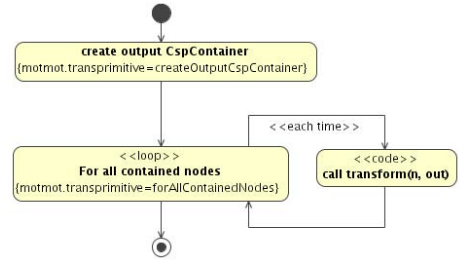 create output CspContainer
{motmot.transprimitive=createOutputCspContainer}
<<each time>>
<<loop>>
For all contained nodes
{motmot.transprimitive=forAllContainedNodes}
<<code>>
call transform(n, out)